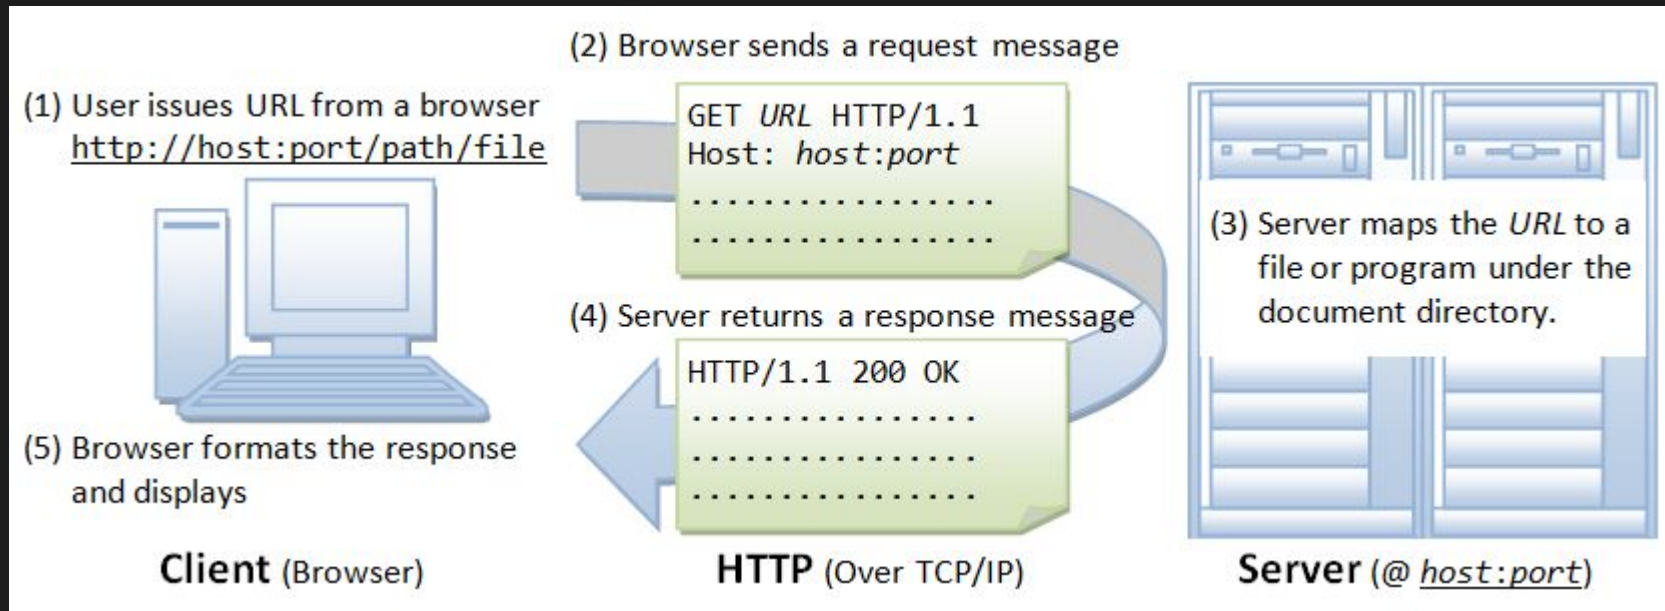 (1) User issues URL from a browser
http://host:port/path/file
(2) Browser sends a request message
GET URL HTTP/1.1
Host: host:port
..................
..................
(3) Server maps the URL to a
file or program under the
document directory.
(4) Server returns a response message
HTTP/1.1 200 OK
................
................
................
(5) Browser formats the response
and displays
Client (Browser)
HTTP (Over TCP/IP)
Server (@ host:port)